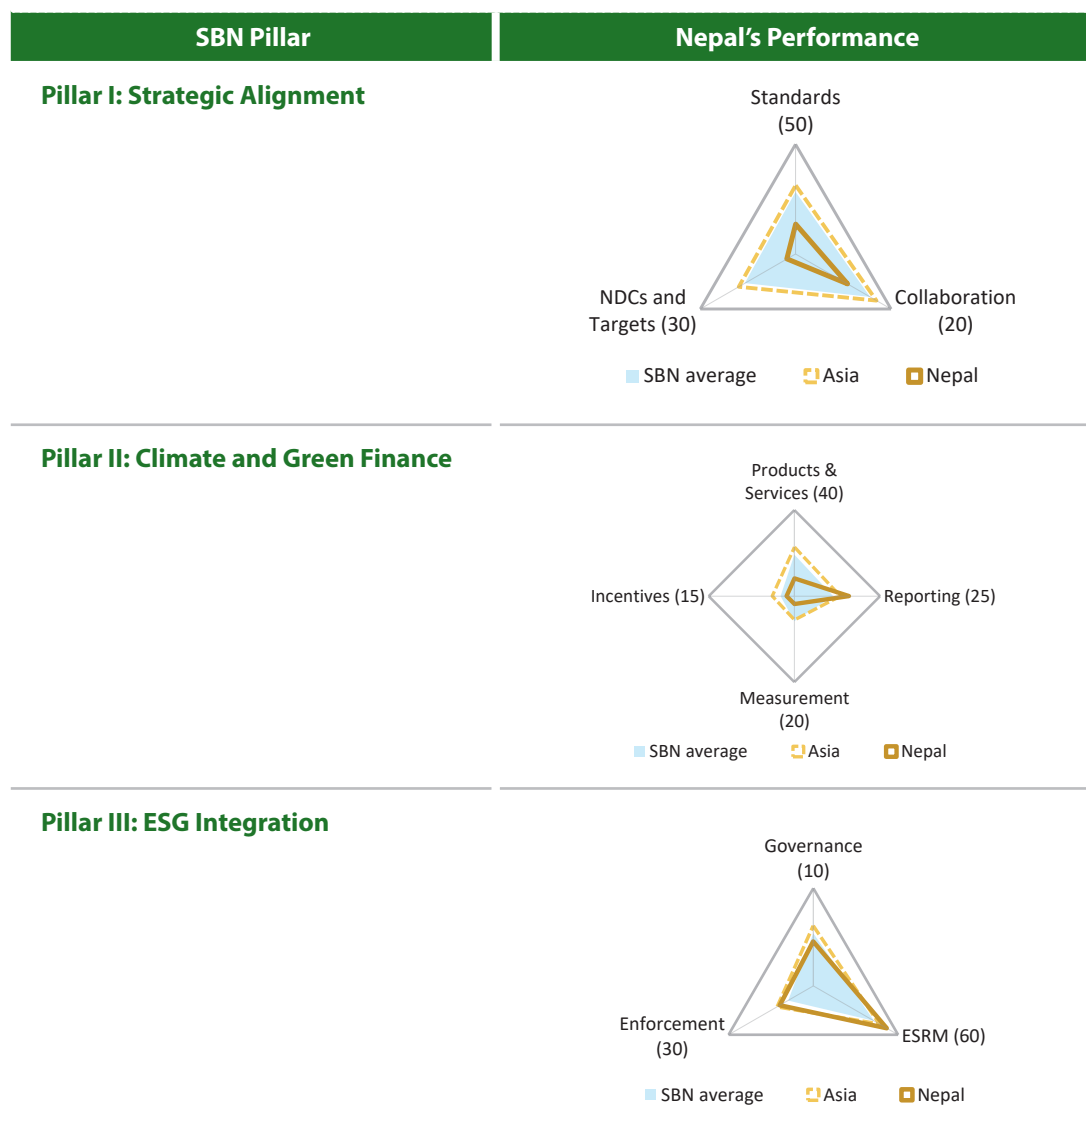 SBN Pillar
Nepal's Performance
Pillar I: Strategic Alignment
Standards
(50)
NDCs and
Targets (30)
Collaboration
(20)
SBN average
Asia
Nepal
Pillar II: Climate and Green Finance
Products &
Services (40)
Incentives (15)
Reporting (25)
Measurement
(20)
SBN average
Asia
Nepal
Pillar III: ESG Integration
Governance
(10)
Enforcement
(30)
ESRM (60)
SBN average
Asia
Nepal